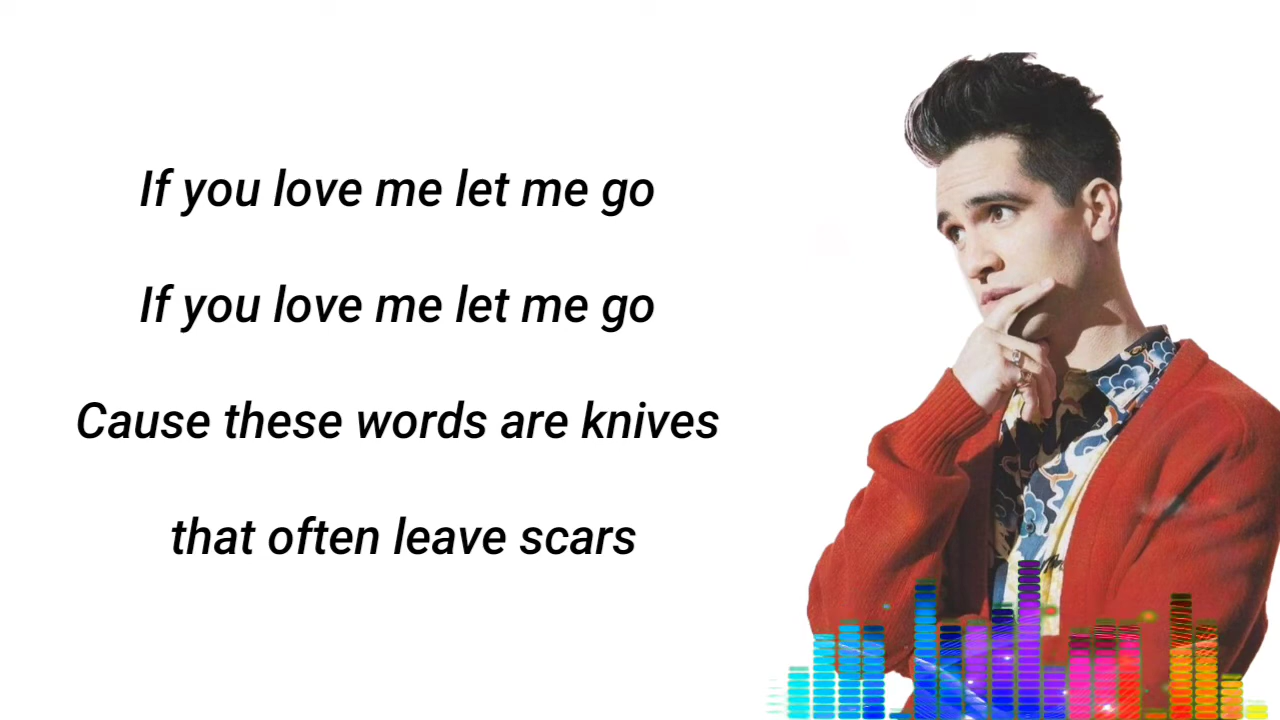 If you love me let me go
If you love me let me go
Cause these words are knives
that often leave scars